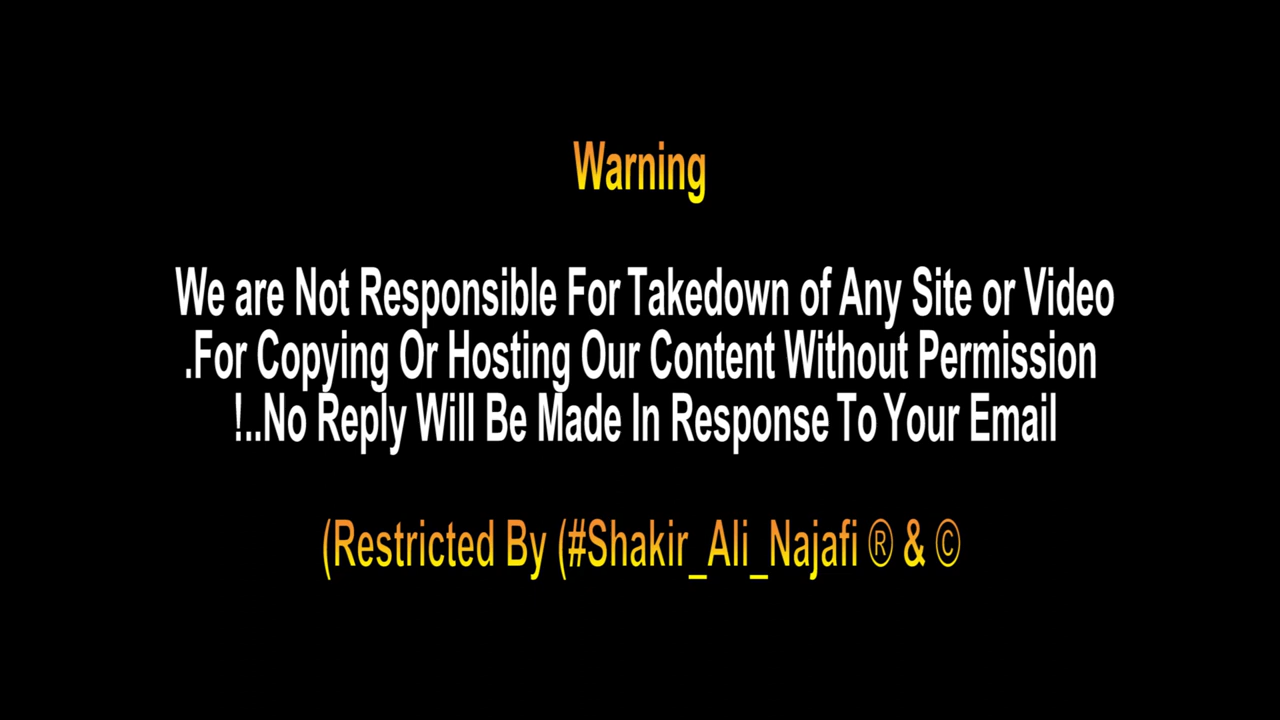 Warning
We are Not Responsible For Takedown of Any Site or Video
.For Copying Or Hosting Our Content Without Permission
!..No Reply Will Be Made In Response To Your Email
(Restricted By (#Shakir_Ali_Najafi ® & ©